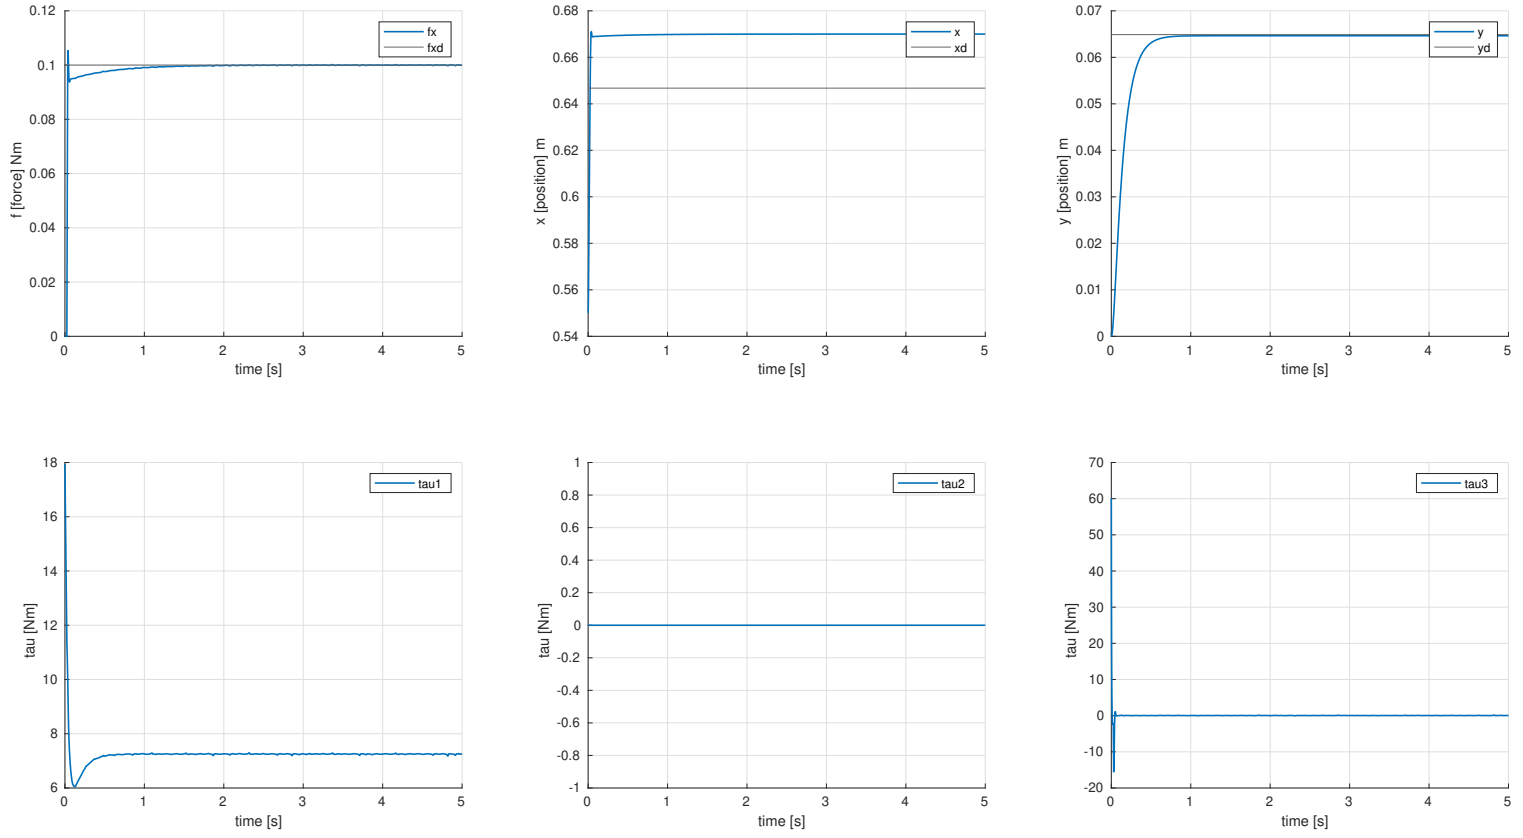 0.12
0.1
0.08
0.06
0.04
0.02
0
f [force] Nm
fx
fxd
0 1 2 3 4 5
time [s]
0.68
0.66
0.64
0.62
0.6
0.58
0.56
0.54
x [position] m
x
xd
0 1 2 3 4 5
time [s]
0.07
0.06
0.05
0.04
0.03
0.02
0.01
0
y [position] m
y
yd
0 1 2 3 4 5
time [s]
18
16
14
12
10
8
6
tau [Nm]
tau1
0 1 2 3 4 5
time [s]
1
0.8
0.6
0.4
0.2
0
-0.2
-0.4
-0.6
-0.8
-1
tau [Nm]
tau2
0 1 2 3 4 5
time [s]
70
60
50
40
30
20
10
0
-10
-20
tau [Nm]
tau3
0 1 2 3 4 5
time [s]